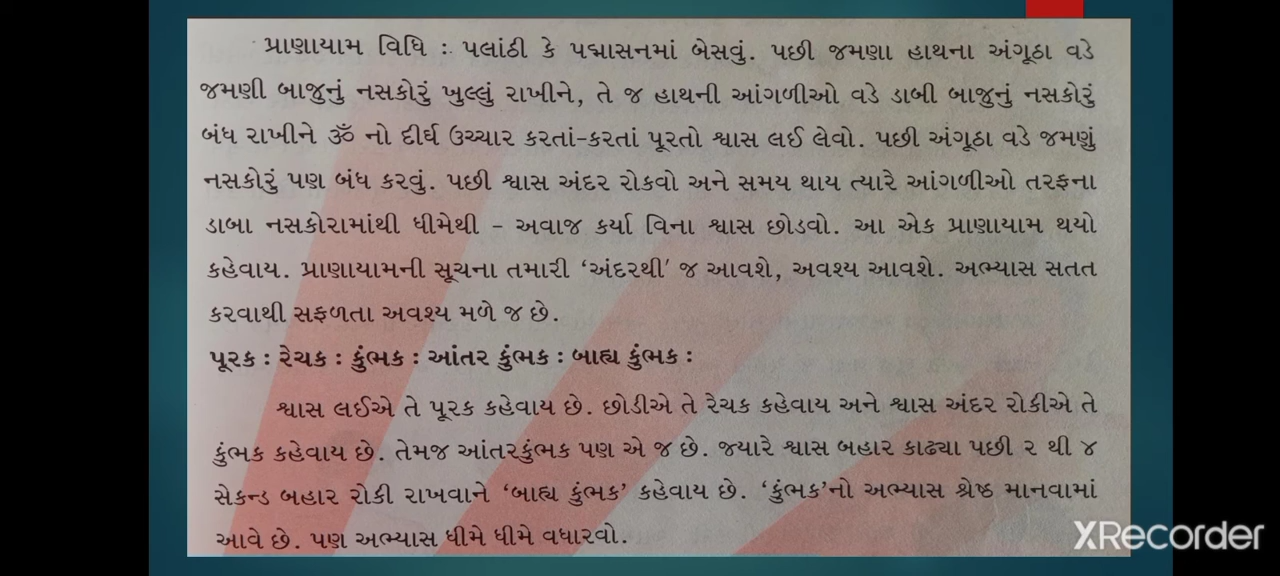 પ્રાણાયામ વિધિ : પલાંઠી કે પદ્માસનમાં બેસવું. પછી જમણા હાથના અંગૂઠા વડે
જમણી બાજુનું નસકોરું ખુલ્લું રાખીને, તે જ હાથની આંગળીઓ વડે ડાબી બાજુનું નસકોરું
બંધ રાખીને ૐ નો દીર્ઘ ઉચ્ચાર કરતાં-કરતાં પૂરતો શ્વાસ લઈ લેવો. પછી અંગૂઠા વડે જમણું
નસકોરું પણ બંધ કરવું. પછી શ્વાસ અંદર રોકવો અને સમય થાય ત્યારે આંગળીઓ તરફના
ડાબા નસકોરામાંથી ધીમેથી - અવાજ કર્યા વિના શ્વાસ છોડવો. આ એક પ્રાણાયામ થયો
કહેવાય. પ્રાણાયામની સૂચના તમારી ‘અંદરથી’ જ આવશે, અવશ્ય આવશે. અભ્યાસ સતત
કરવાથી સફળતા અવશ્ય મળે જ છે.
પૂરક : રેચક : કુંભક : આંતર કુંભક : બાહ્ય કુંભક :
શ્વાસ લઈએ તે પૂરક કહેવાય છે. છોડીએ તે રેચક કહેવાય અને શ્વાસ અંદર રોકીએ તે
કુંભક કહેવાય છે. તેમજ આંતરકુંભક પણ એ જ છે. જયારે શ્વાસ બહાર કાઢ્યા પછી ૨ થી ૪
સેકન્ડ બહાર રોકી રાખવાને ‘બાહ્ય કુંભક’ કહેવાય છે. ‘કુંભક’નો અભ્યાસ શ્રેષ્ઠ માનવામાં
આવે છે. પણ અભ્યાસ ધીમે ધીમે વધારવો.
XRecorder